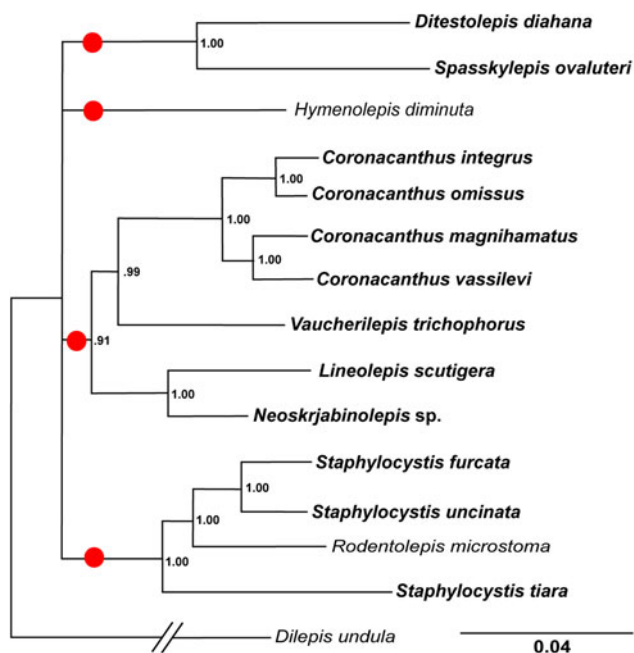 Ditestolepis diahana
1.00
Spasskylepis ovaluteri
Hymenolepis diminuta
Coronacanthus integrus
1.00
Coronacanthus omissus
1.00
Coronacanthus magnihamatus
1.00
Coronacanthus vassilevi
.99
Vaucherilepis trichophorus
.91
Lineolepis scutigera
1.00
Neoskrjabinolepis sp.
Staphylocystis furcata
1.00
Staphylocystis uncinata
1.00
Rodentolepis microstoma
1.00
Staphylocystis tiara
Dilepis undula
0.04